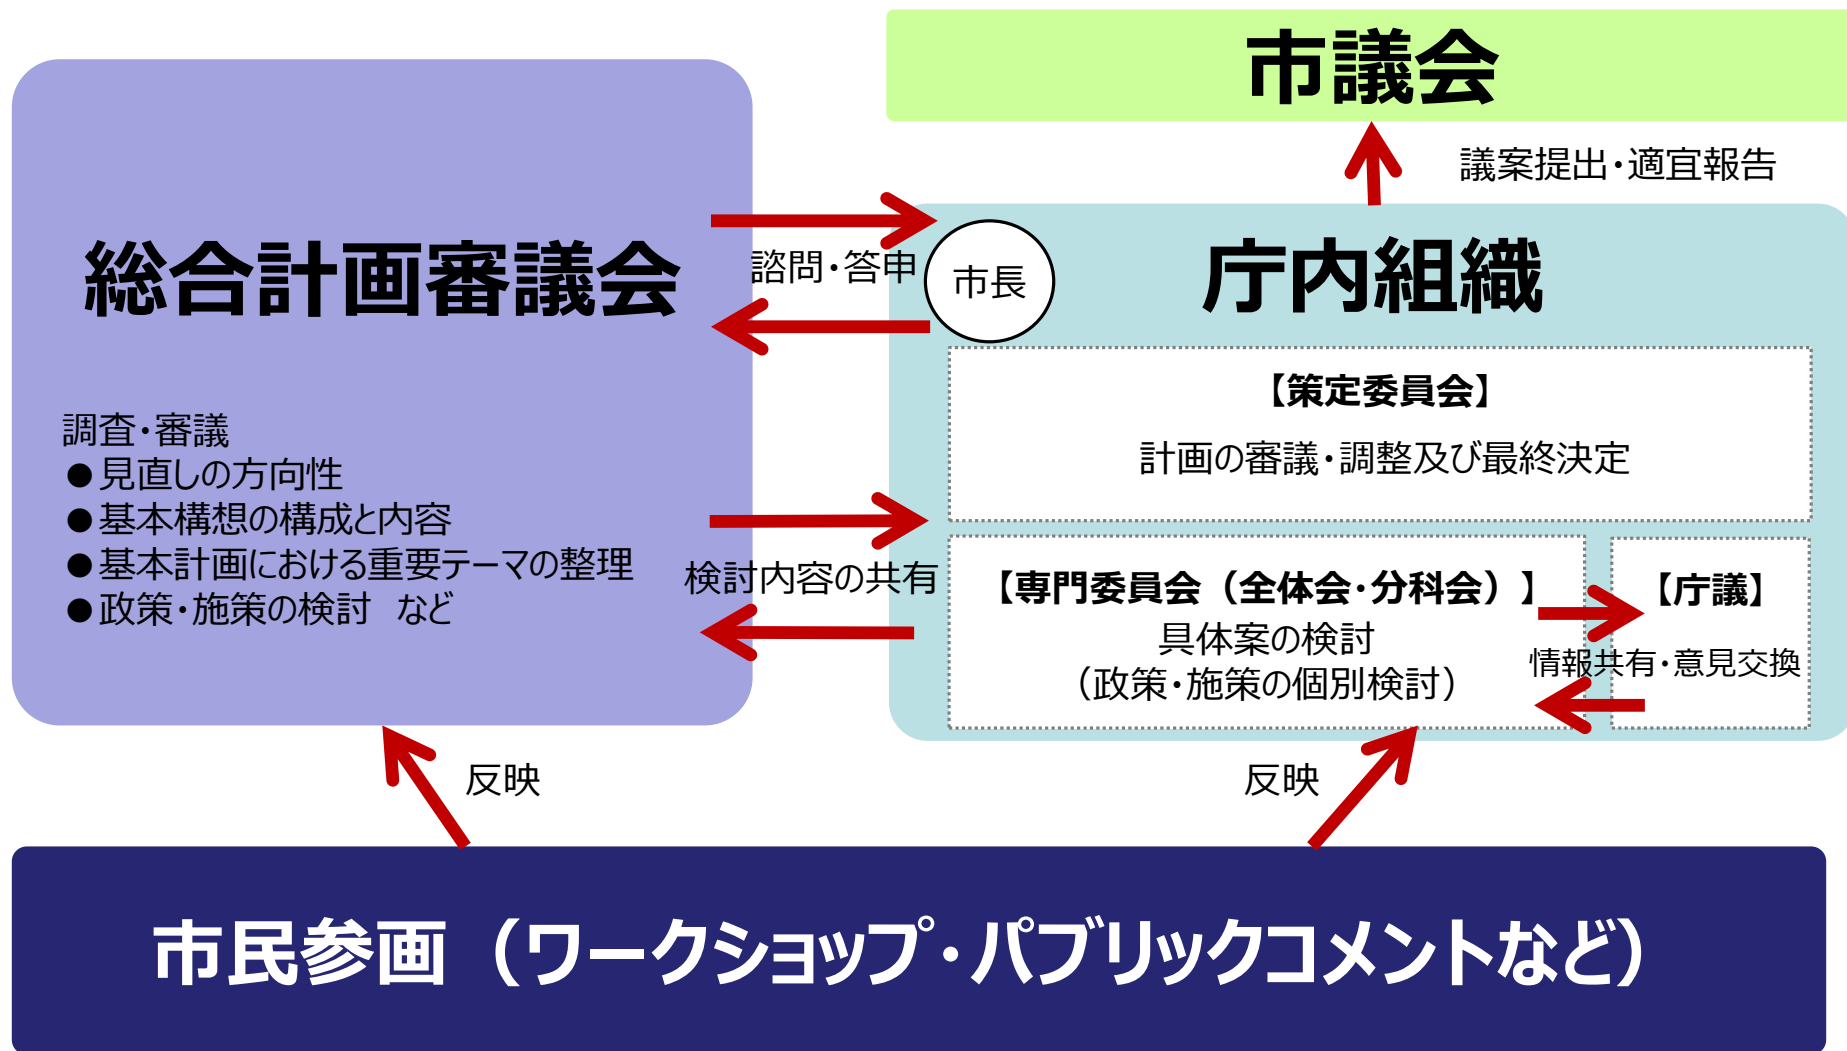 市議会
議案提出・適宜報告
総合計画審議会
調査・審議
●見直しの方向性
●基本構想の構成と内容
●基本計画における重要テーマの整理
●政策・施策の検討　など
諮問・答申
検討内容の共有
市長
庁内組織
【策定委員会】
計画の審議・調整及び最終決定
【専門委員会（全体会・分科会）】
具体案の検討
（政策・施策の個別検討）
【庁議】
情報共有・意見交換
反映
反映
市民参画（ワークショップ・パブリックコメントなど）